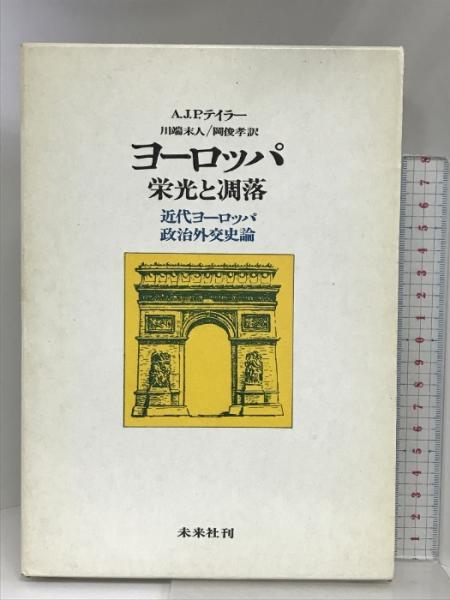 A.J.P.テイラー
川端末人/岡俊孝訳
ヨーロッパ
栄光と凋落
近代ヨーロッパ
政治外交史論
未来社刊